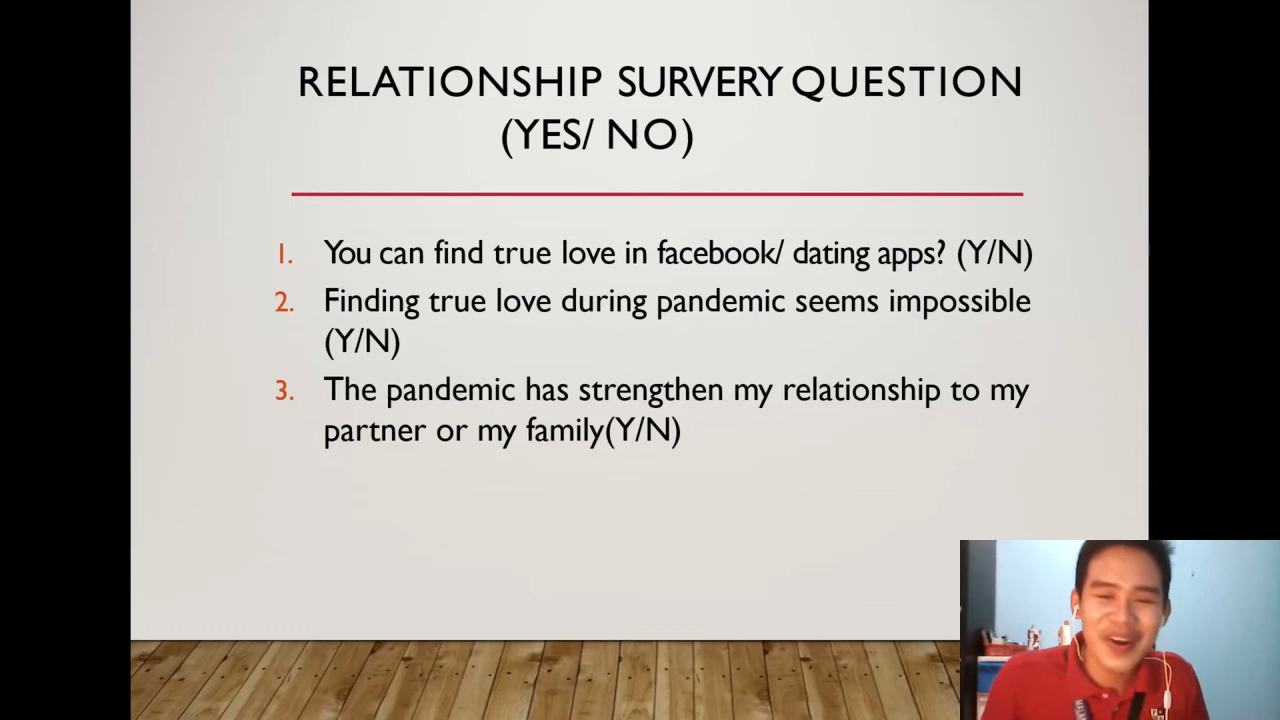 RELATIONSHIP SURVERY QUESTION
(YES/ NO)
1. You can find true love in facebook/ dating apps? (Y/N)
2. Finding true love during pandemic seems impossible
(Y/N)
3. The pandemic has strengthen my relationship to my
partner or my family(Y/N)